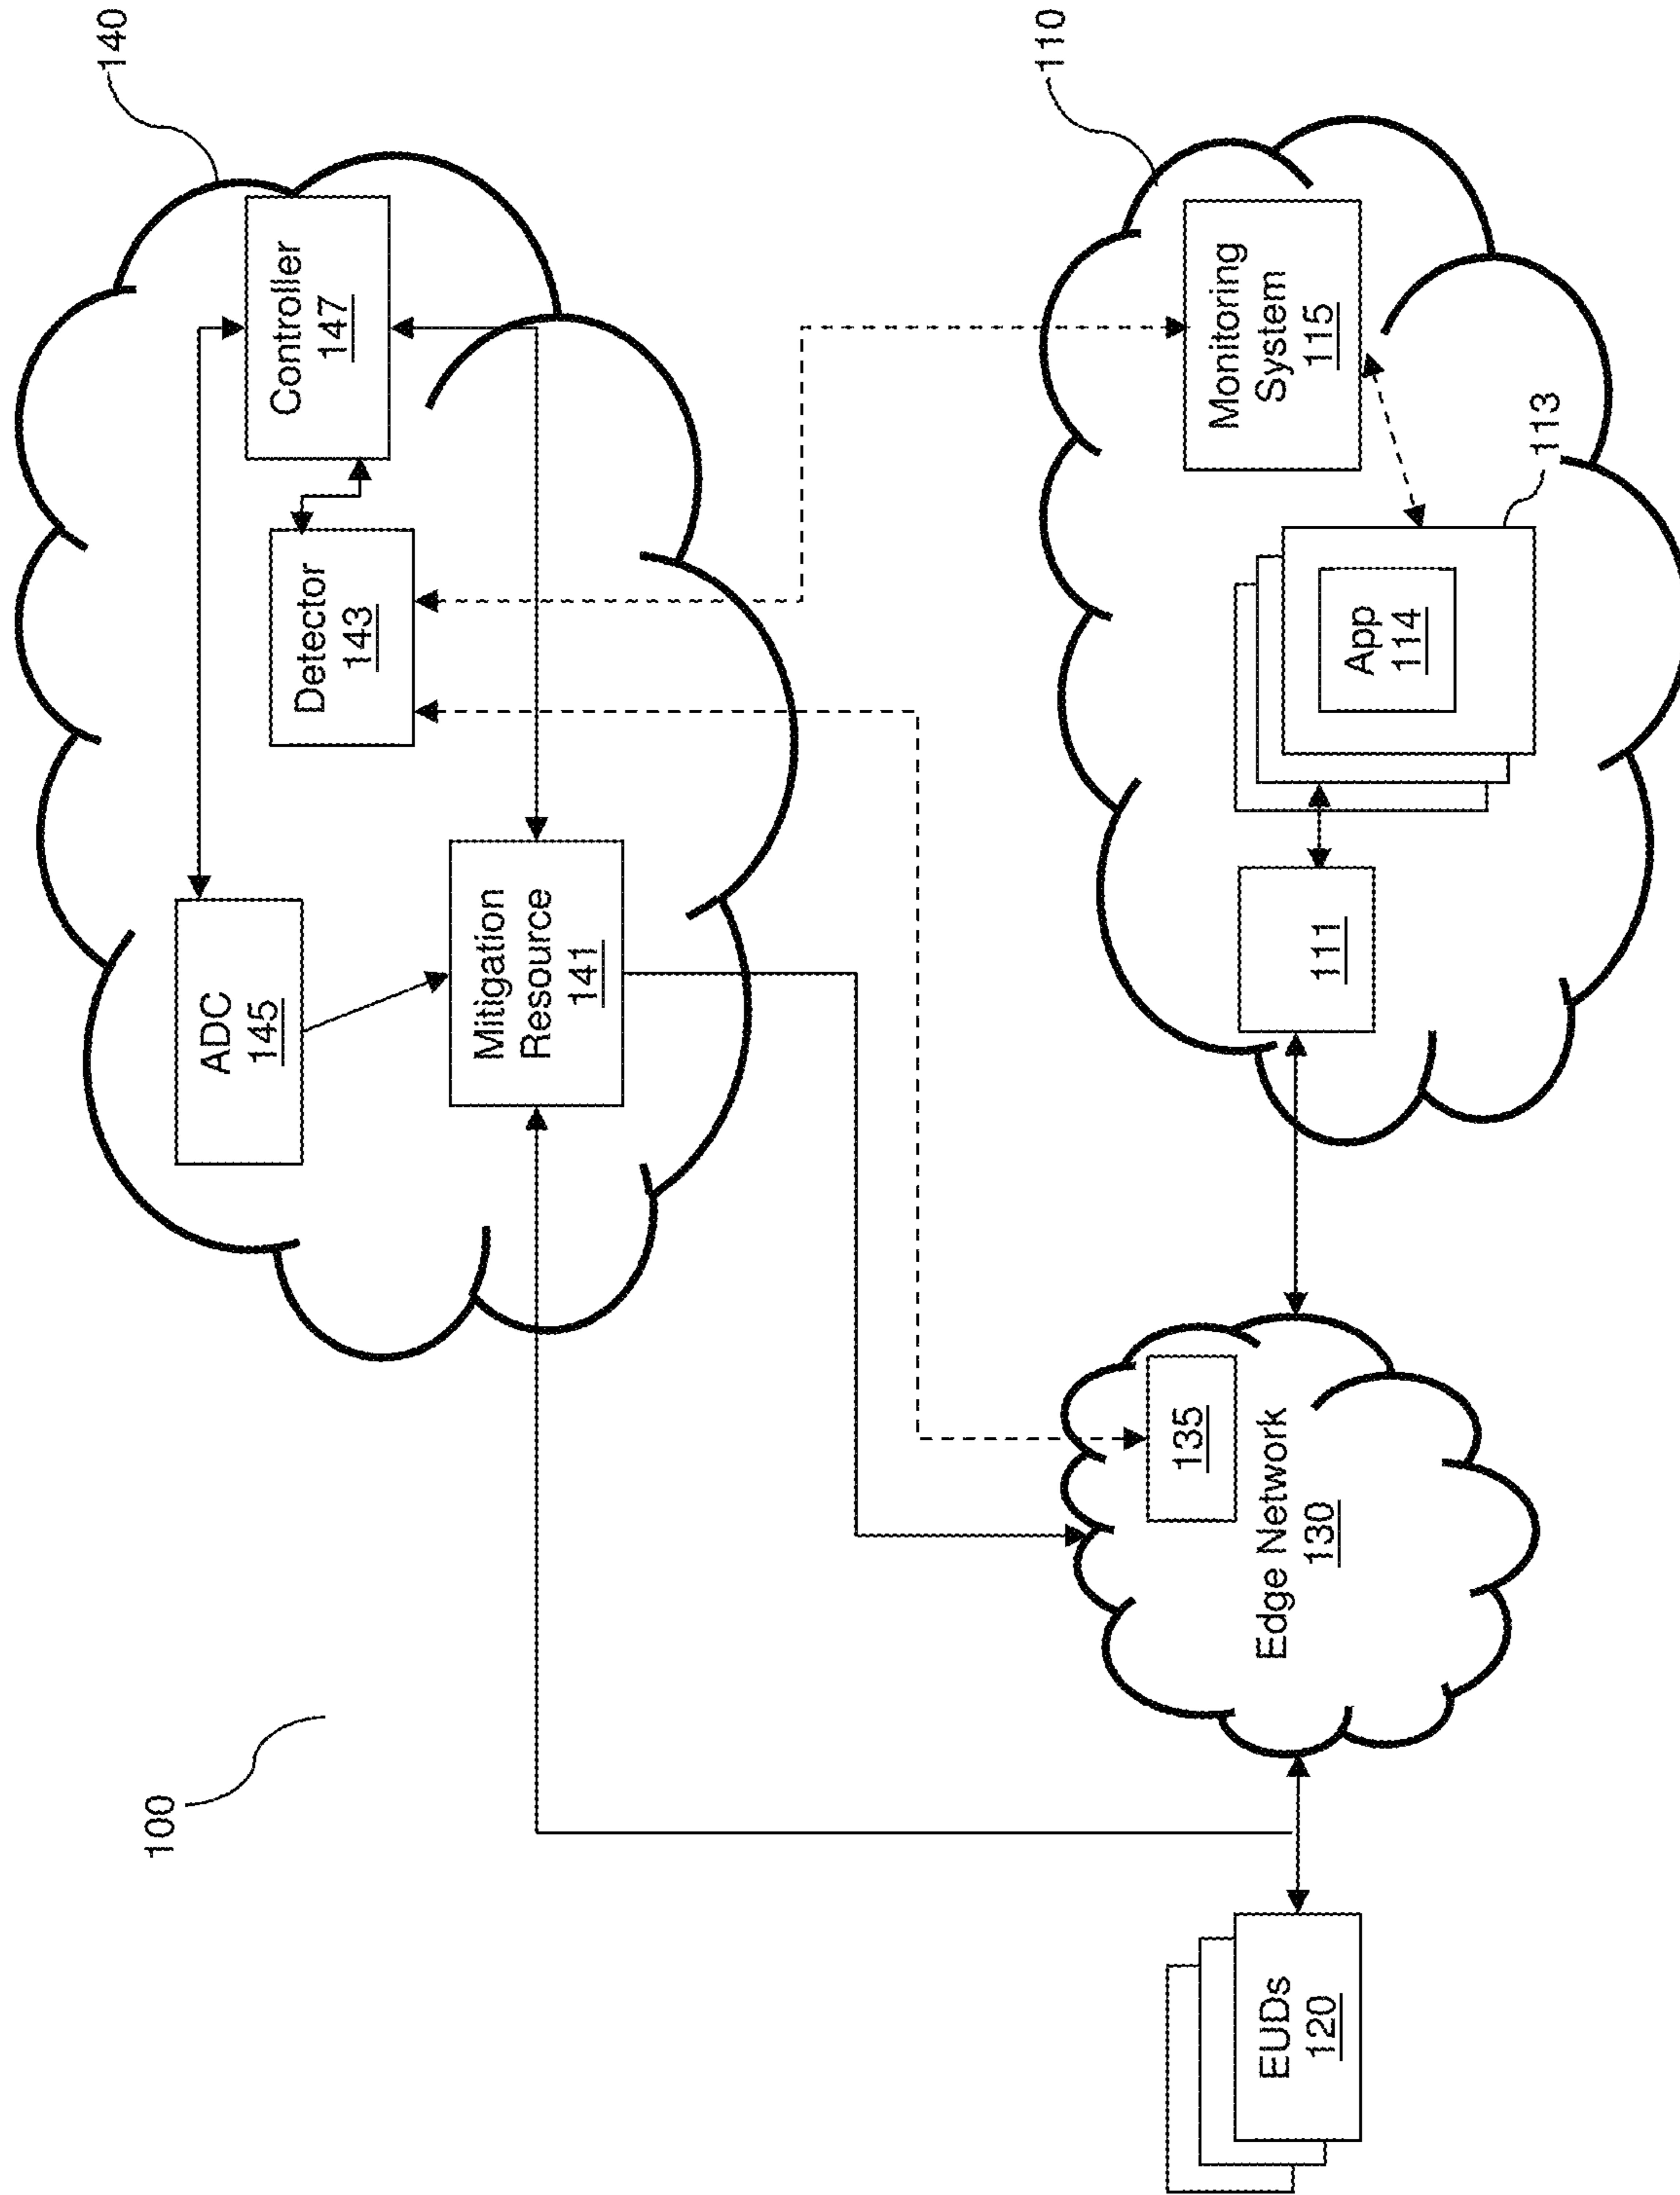 100
140
ADC
145
Detector
143
Controller
147
Mitigation
Resource
141
110
EUDs
120
135
Edge Network
130
111
App
114
113
Monitoring
System
115